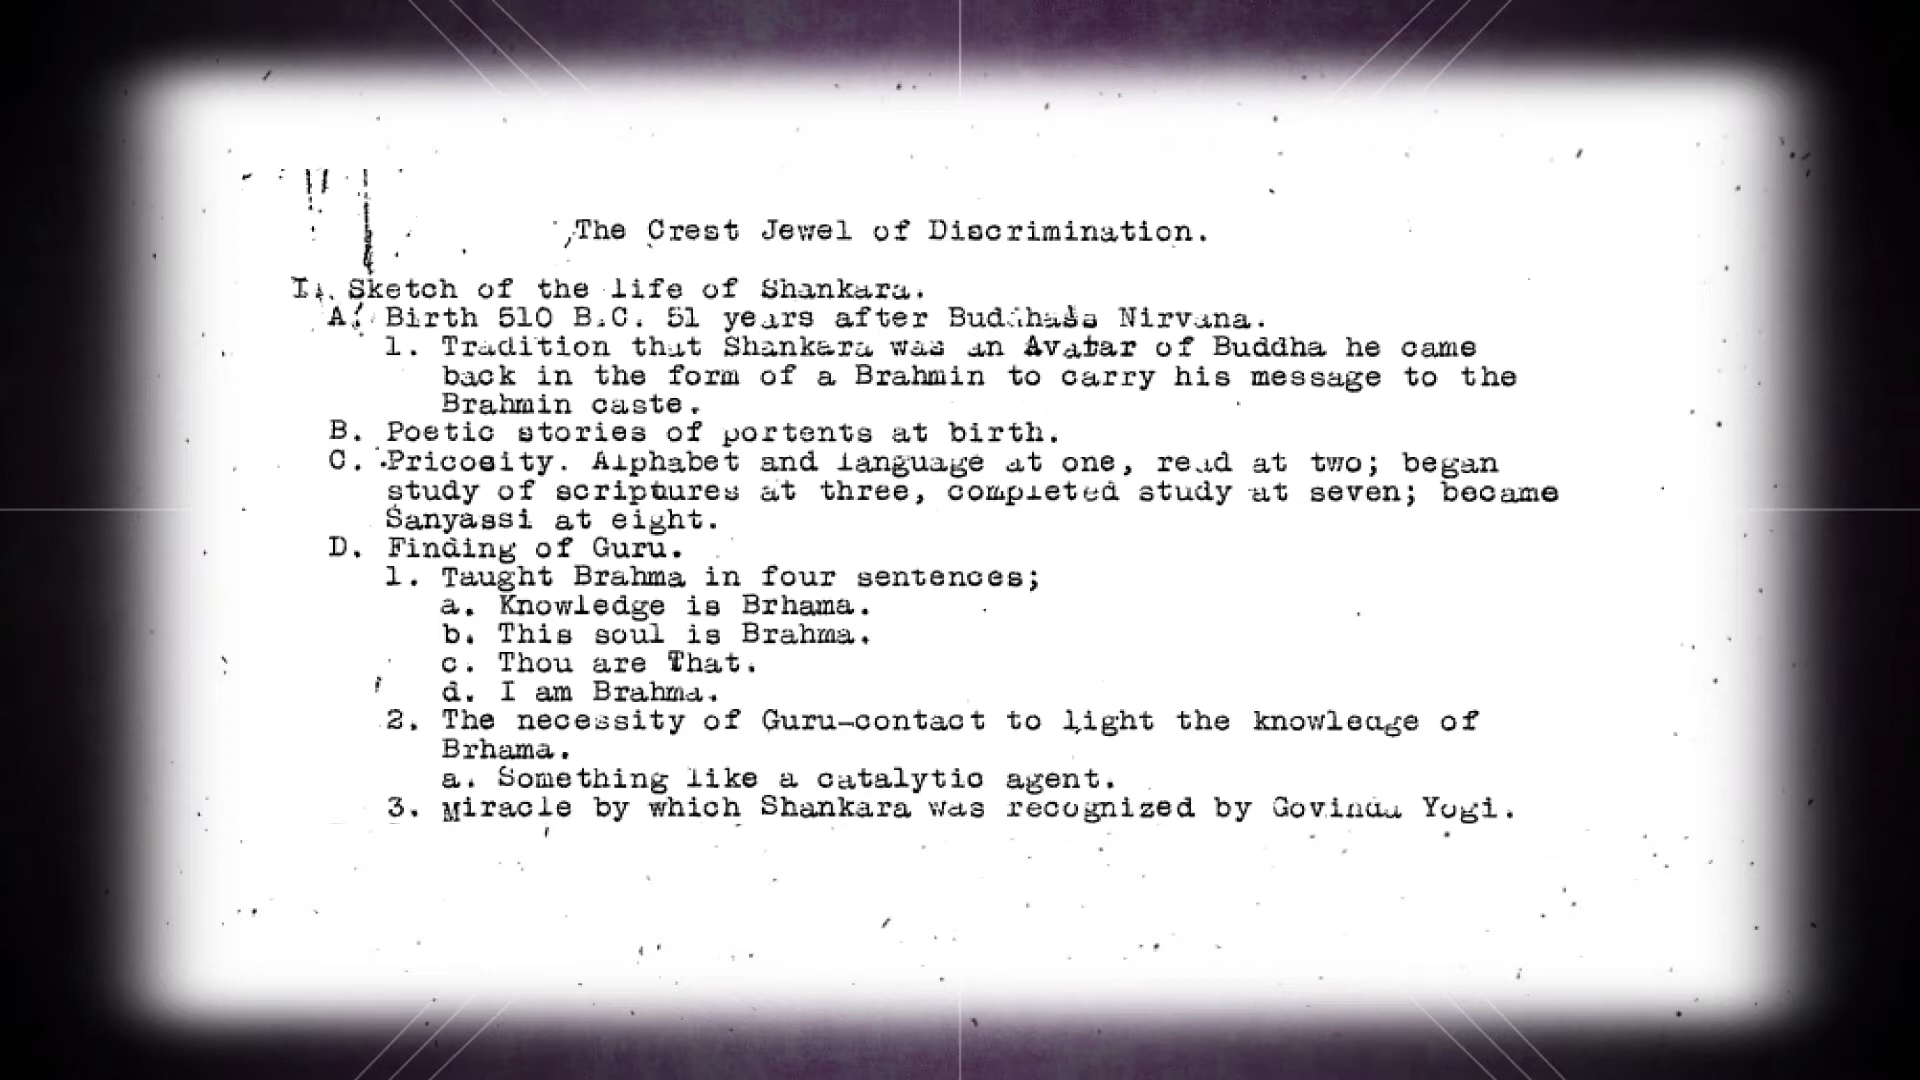 The Crest Jewel of Discrimination.
I. Sketch of the life of Shankara.
A. Birth 510 B.C. 51 years after Buddhass Nirvana.
1. Tradition that Shankara was an Avatar of Buddha he came
back in the form of a Brahmin to carry his message to the
Brahmin caste.
B. Poetic stories of portents at birth.
C. Pricosity. Alphabet and language at one, read at two; began
study of scriptures at three, completed study at seven; became
Sanyassi at eight.
D. Finding of Guru.
1. Taught Brahma in four sentences;
a. Knowledge is Brhama.
b. This soul is Brahma.
c. Thou are That.
d. I am Brahma.
2. The necessity of Guru-contact to light the knowledge of
Brhama.
a. Something like a catalytic agent.
3. Miracle by which Shankara was recognized by Govinda Yogi.